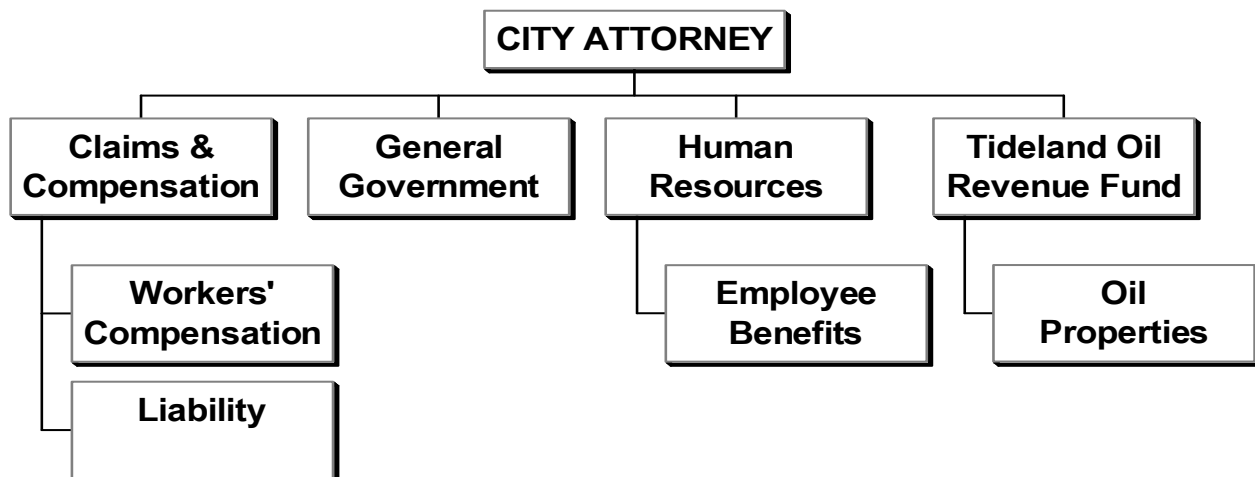 CITY ATTORNEY
Claims &
Compensation
General
Government
Human
Resources
Tideland Oil
Revenue Fund
Workers'
Compensation
Employee
Benefits
Oil
Properties
Liability